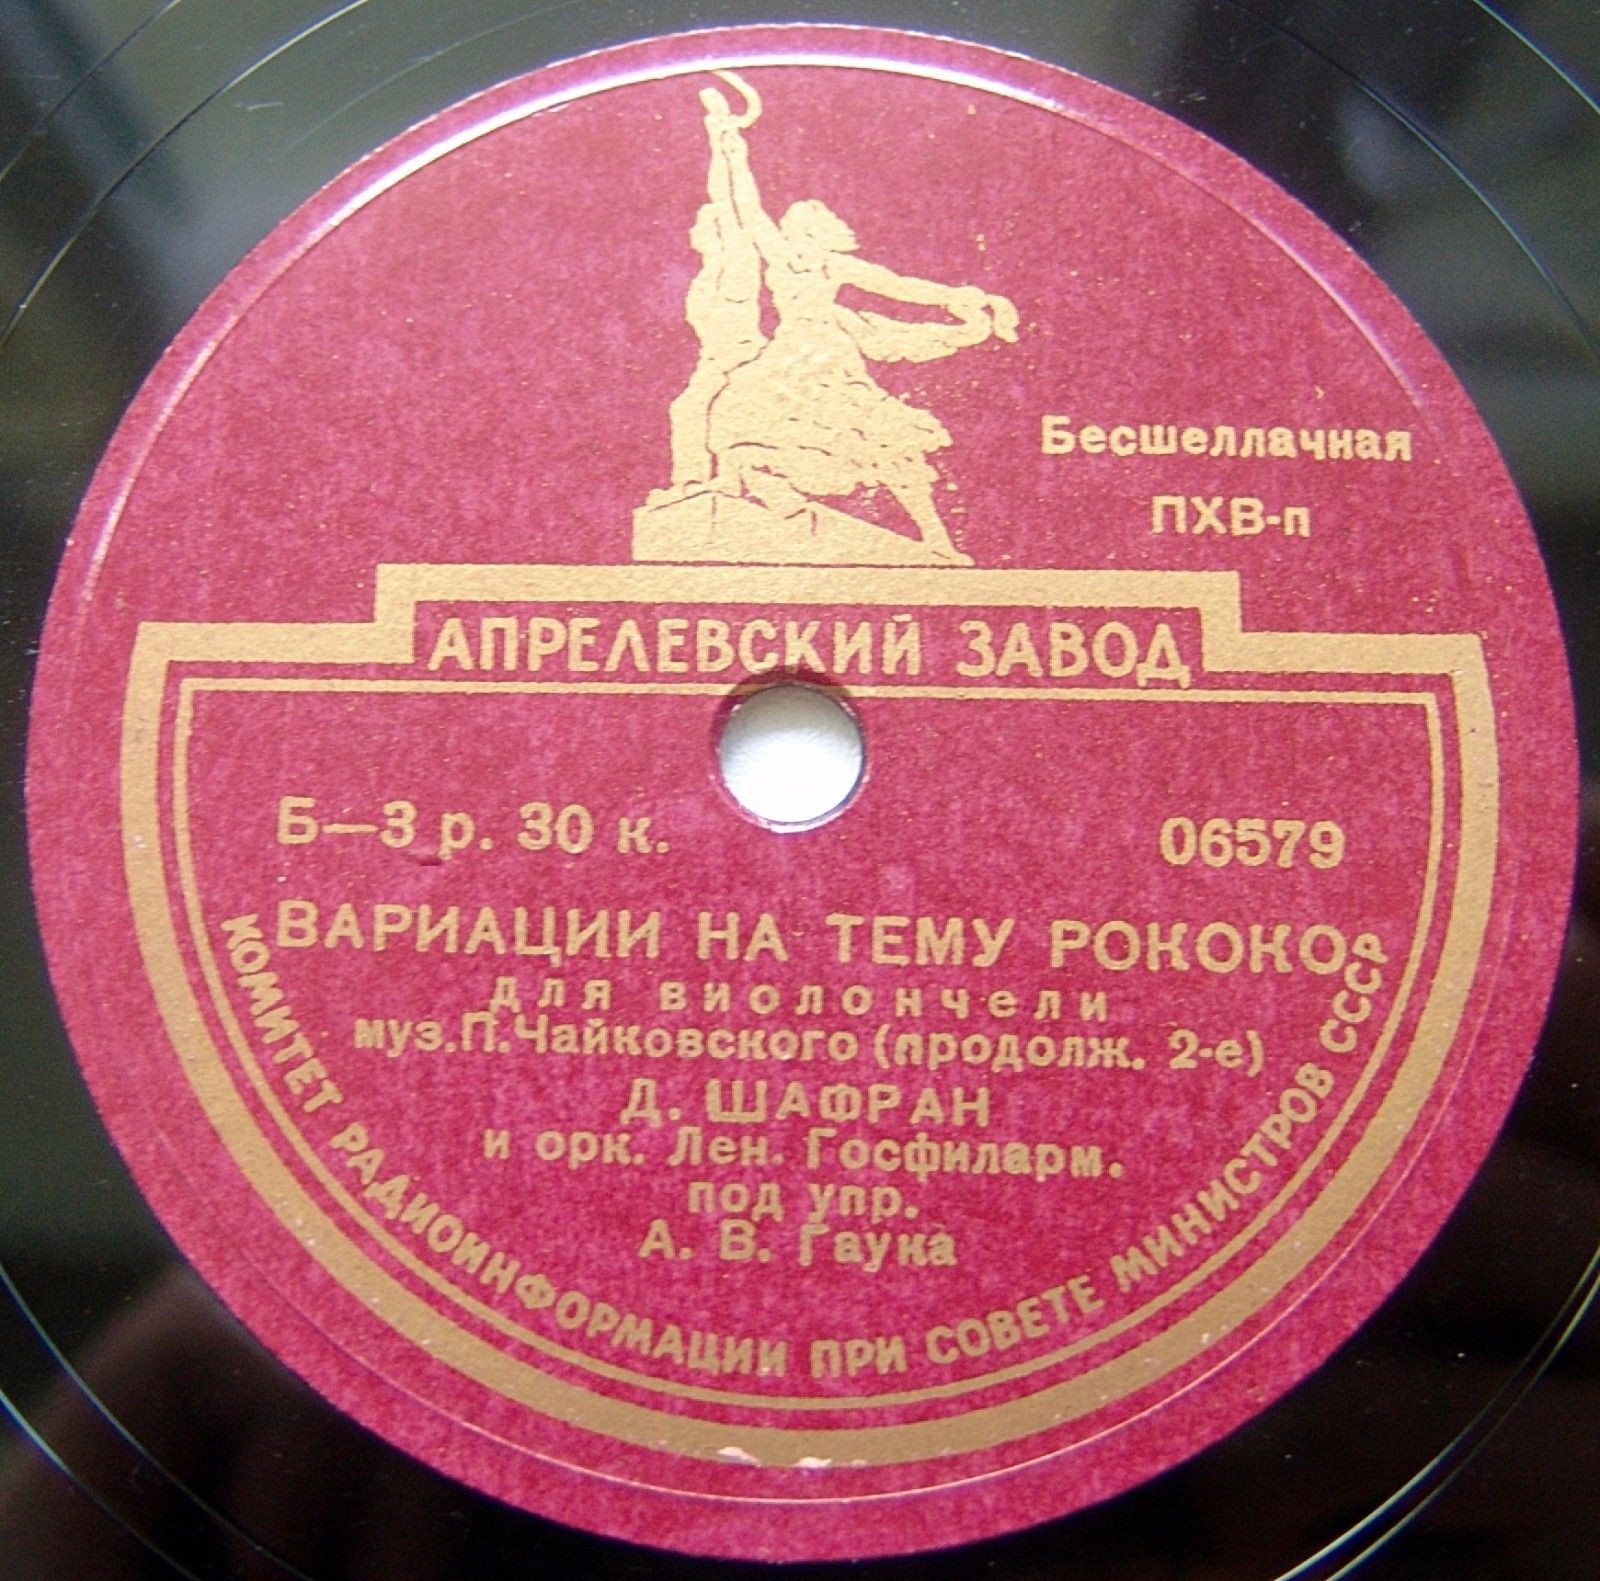 Бесшеллачная
ПХВ-п
АПРЕЛЕВСКИЙ ЗАВОД
Б—3 р. 30 к.
06579
ВАРИАЦИИ НА ТЕМУ РОКОКО
для виолончели
муз.П.Чайковского (продолж. 2-е)
Д. ШАФРАН
и орк. Лен. Госфиларм.
под упр.
А. В. Гаука
КОМИТЕТ РАДИОИНФОРМАЦИИ ПРИ СОВЕТЕ МИНИСТРОВ СССР